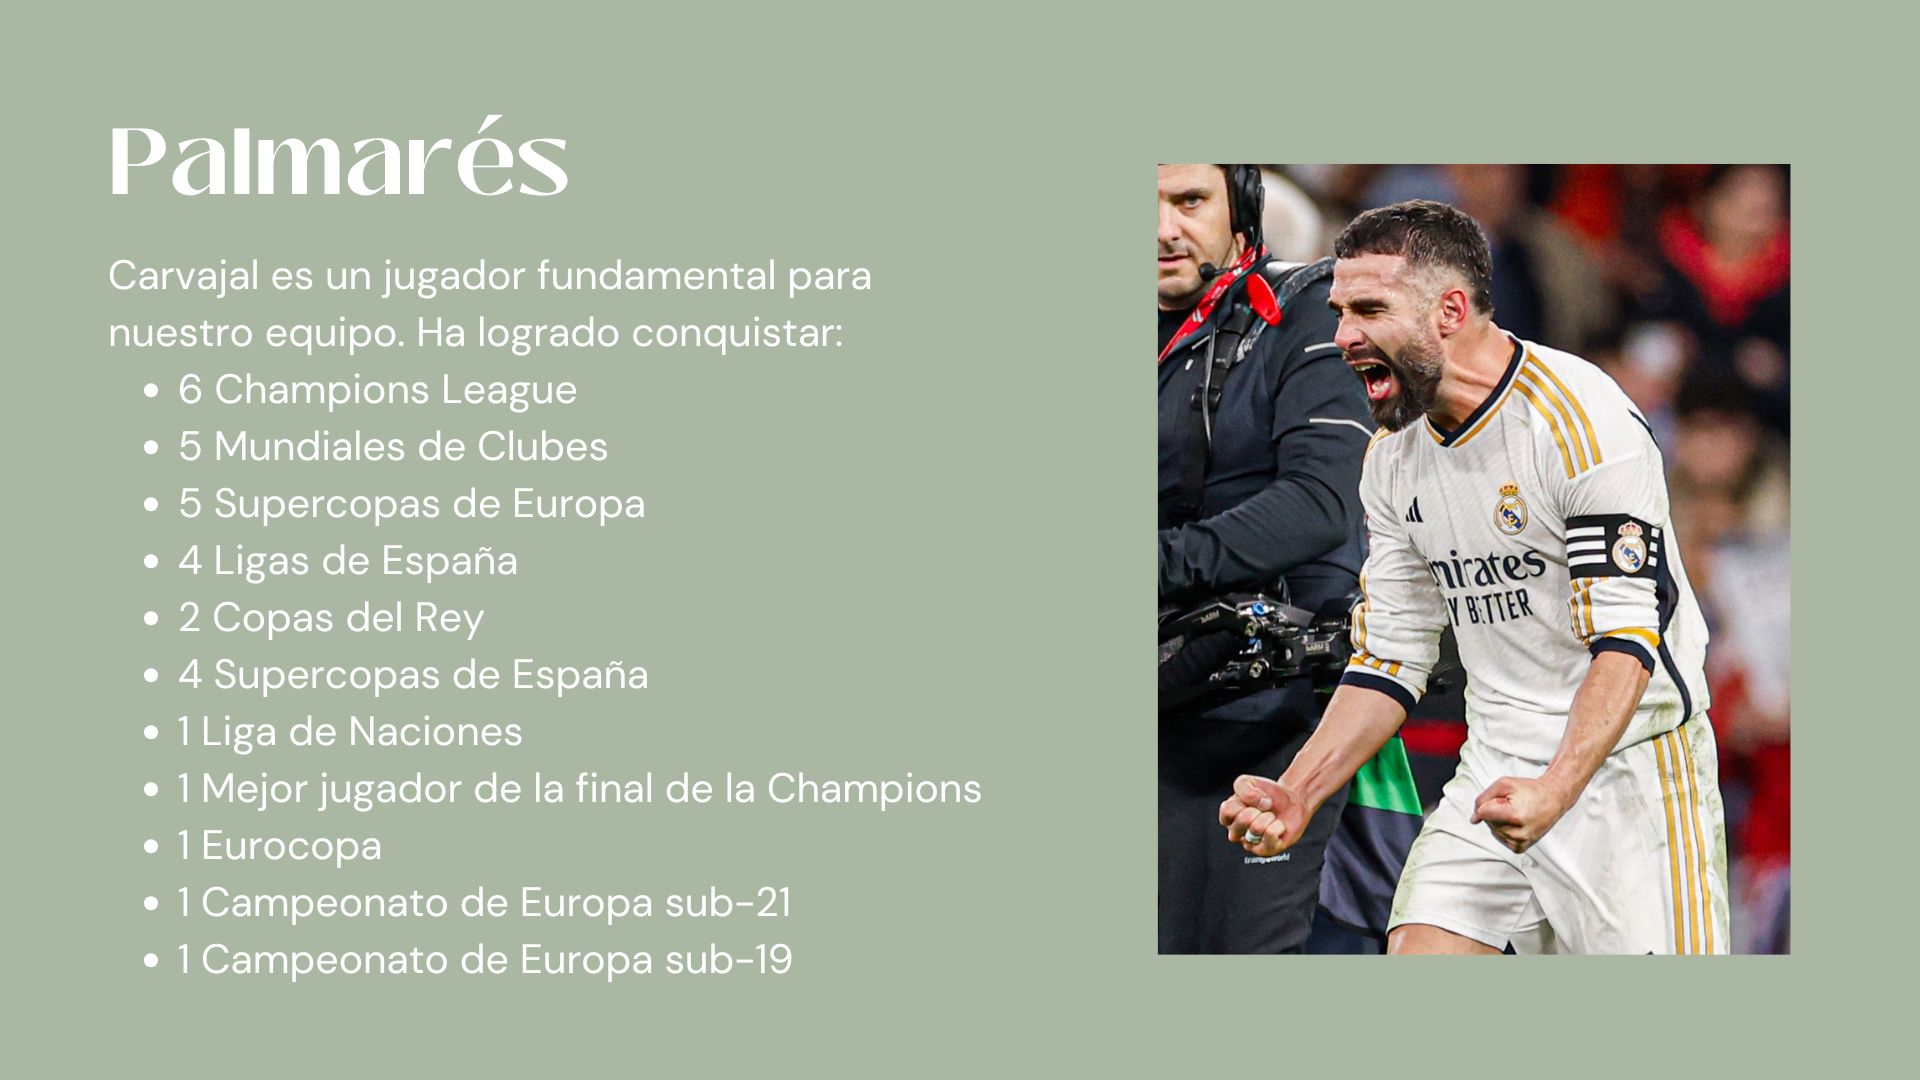 Palmarés
Carvajal es un jugador fundamental para
nuestro equipo. Ha logrado conquistar:
• 6 Champions League
• 5 Mundiales de Clubes
• 5 Supercopas de Europa
• 4 Ligas de España
• 2 Copas del Rey
• 4 Supercopas de España
• 1 Liga de Naciones
• 1 Mejor jugador de la final de la Champions
• 1 Eurocopa
• 1 Campeonato de Europa sub-21
• 1 Campeonato de Europa sub-19
mirates
Y BETTER